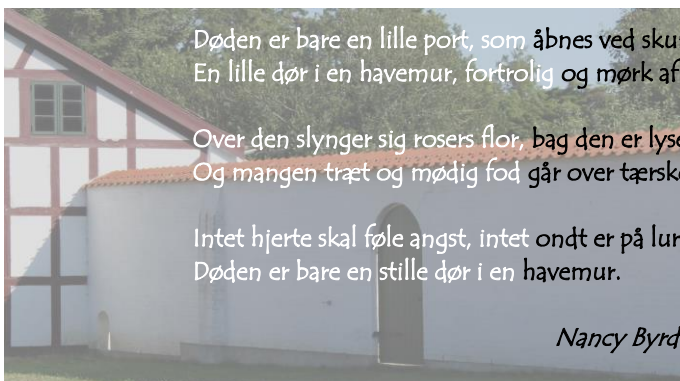 Døden er bare en lille port, som åbnes ved
En lille dør i en havemur, fortrolig og mørk af
Over den slynger sig rosers flor, bag den er
Og mangen træt og mødig fod går over
Intet hjerte skal føle angst, intet ondt er på
Døden er bare en stille dør i en havemur.
Nancy